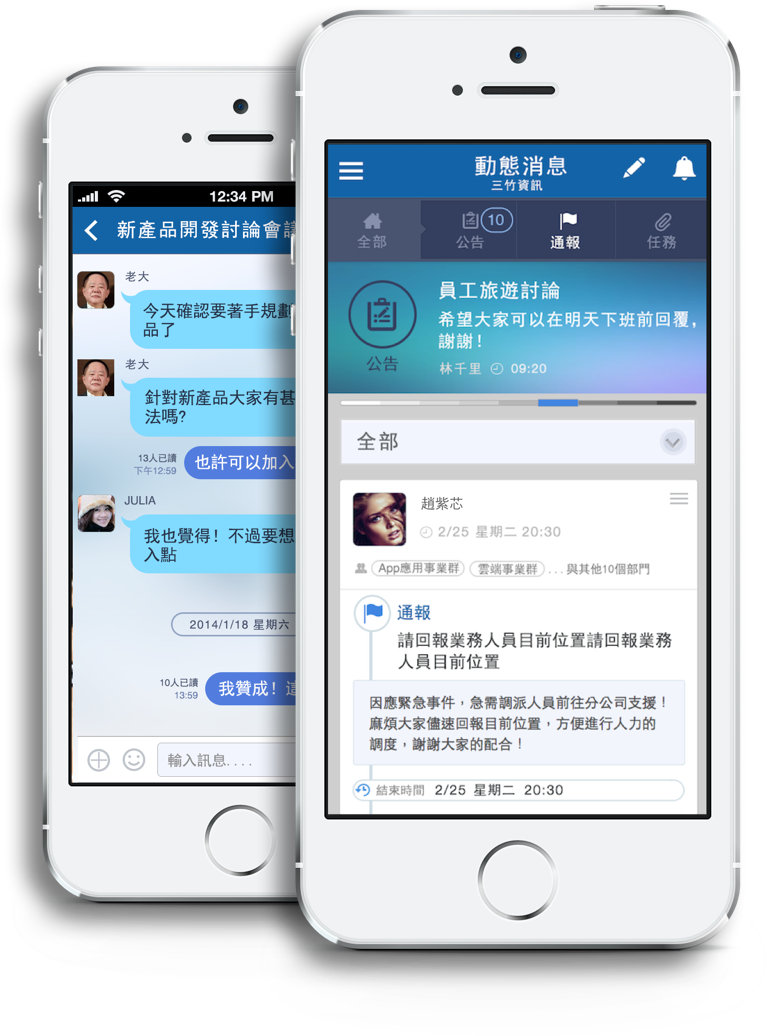 12:34 PM
新產品開發討論會議
老大
今天確認要著手規劃
品了
老大
針對新產品大家有甚
法嗎?
13人已讀
下午12:59
也許可以加入
JULIA
我也覺得! 不過要想
入點
2014/1/18 星期六
10人已讀
13:59
我贊成!
輸入訊息....
動態消息
三竹資訊
全部
公告
10
通報
任務
公告
員工旅遊討論
希望大家可以在明天下班前回覆,
謝謝!
林千里 09:20
全部
趙紫芯
2/25 星期二 20:30
App應用事業群 雲端事業群 ...與其他10個部門
通報
請回報業務人員目前位置請回報業務
人員目前位置
因應緊急事件，急需調派人員前往分公司支援！
麻煩大家儘速回報目前位置，方便進行人力的
調度，謝謝大家的配合！
結束時間 2/25 星期二 20:30